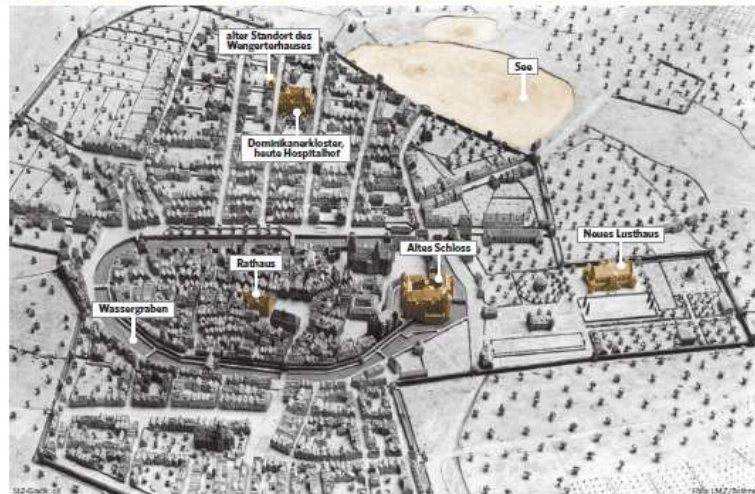 alter Standort des
Wengerterhauses
See
Dominikanerkloster,
heute Hospitalhof
Altes Schloss
Neues Lusthaus
Rathaus
Wassergraben